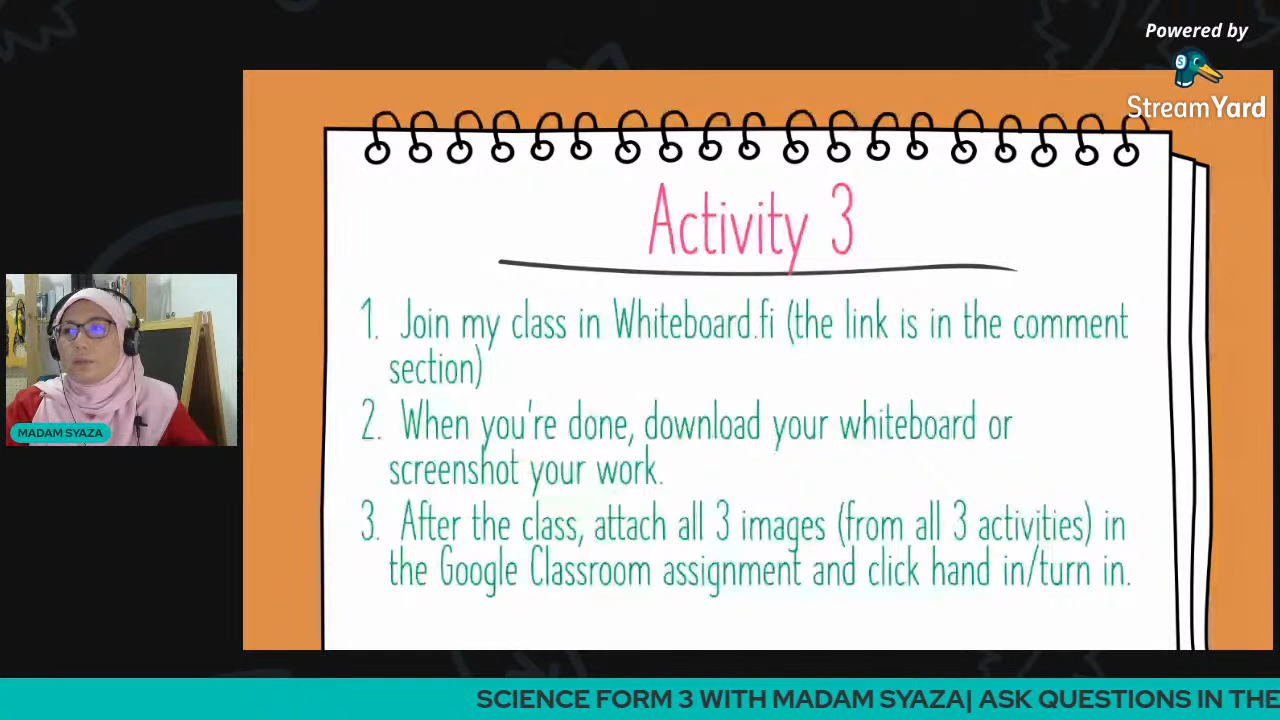 Powered by
StreamYard
Activity 3
1. Join my class in Whiteboard.fi (the link is in the comment
section)
2. When you're done, download your whiteboard or
screenshot your work.
3. After the class, attach all 3 images (from all 3 activities) in
the Google Classroom assignment and click hand in/turn in.
MADAM SYAZA
SCIENCE FORM 3 WITH MADAM SYAZA| ASK QUESTIONS IN THE